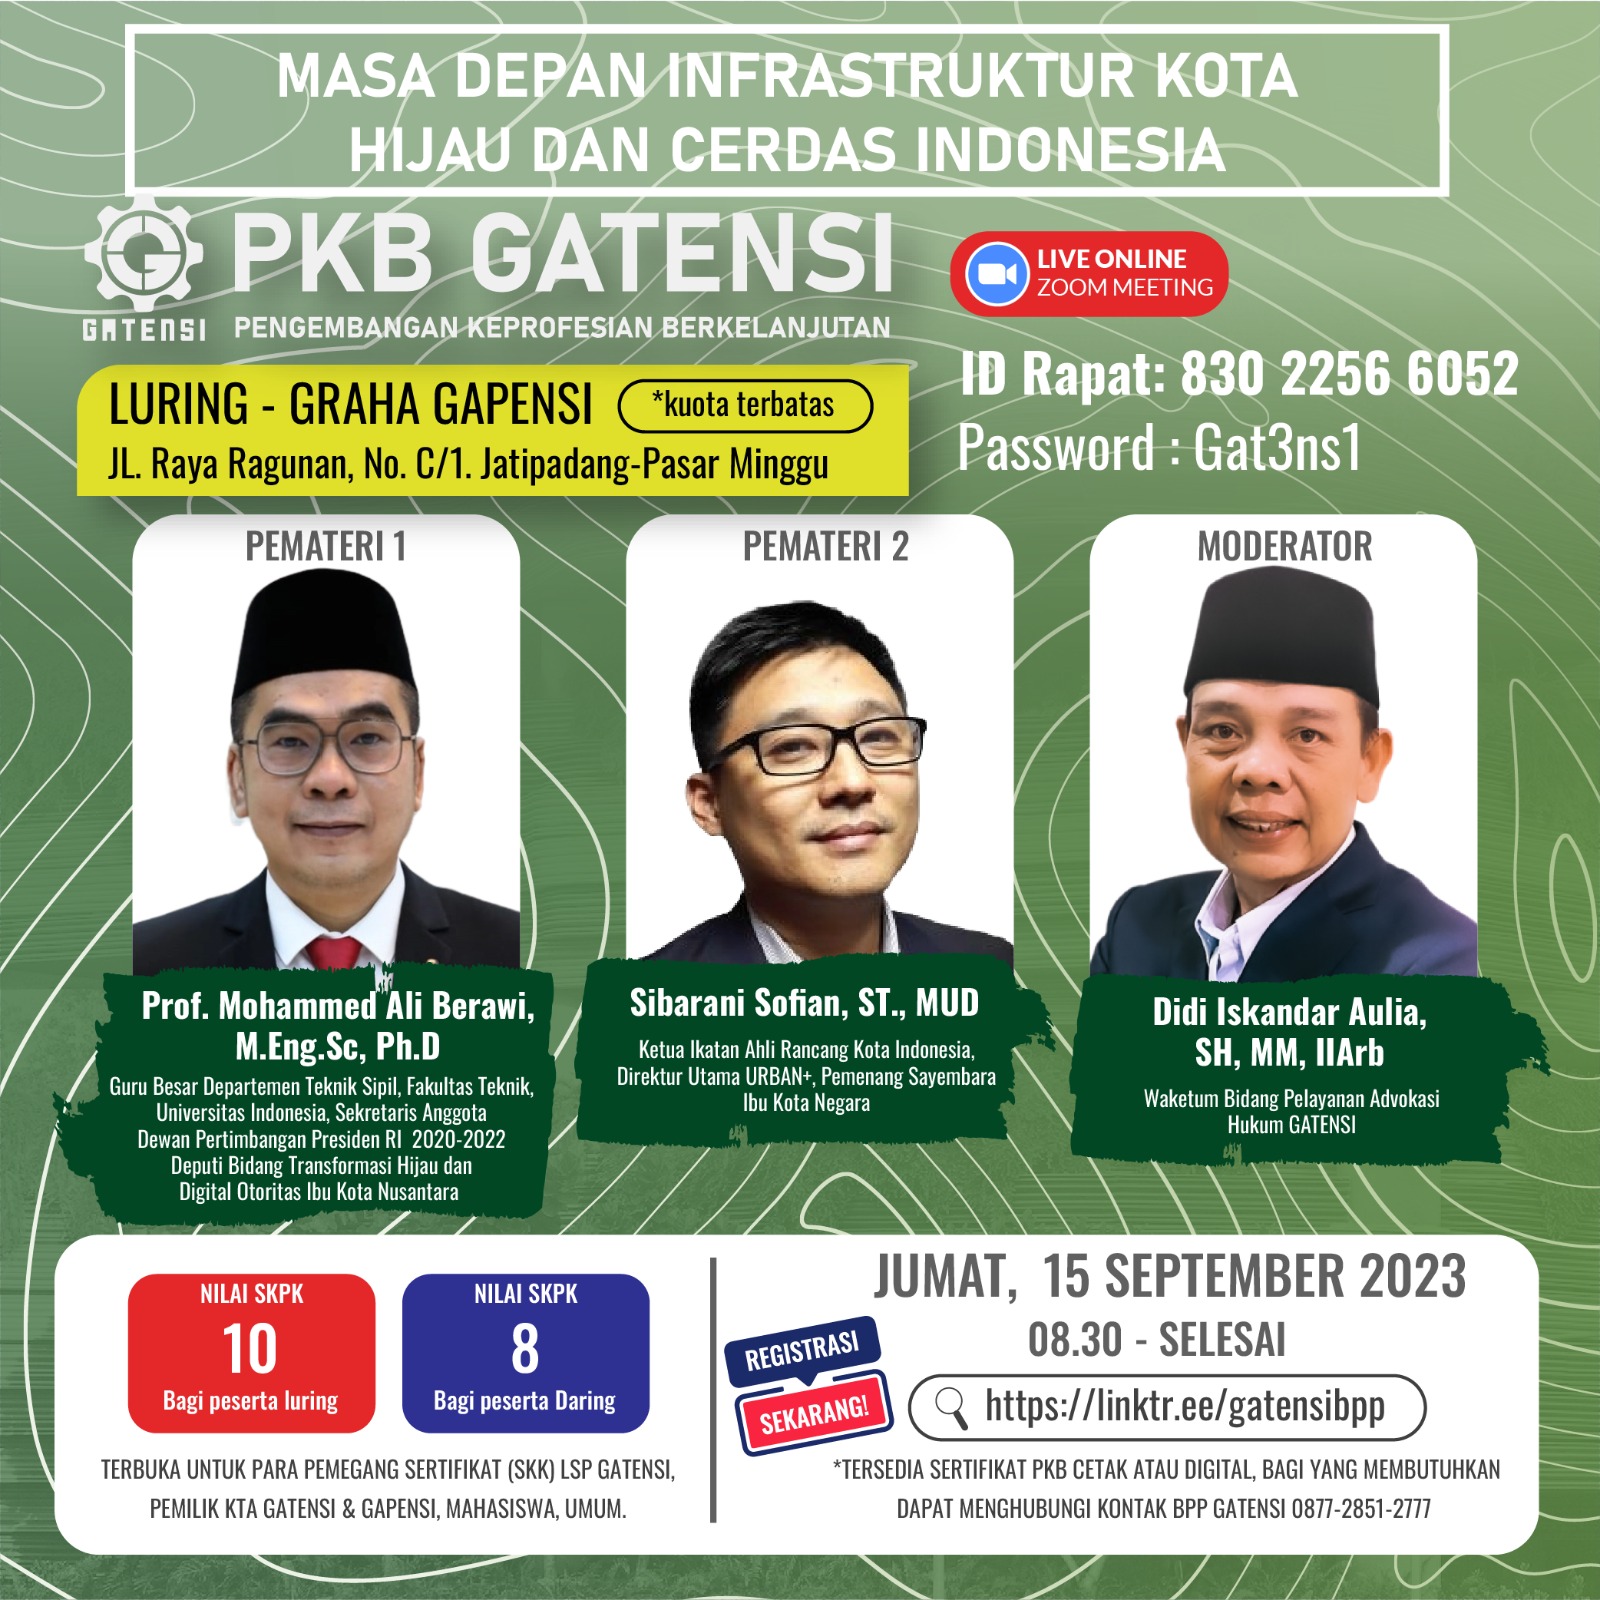 MASA DEPAN INFRASTRUKTUR KOTA
HIJAU DAN CERDAS INDONESIA
GATENSI
PKB GATENSI
PENGEMBANGAN KEPROFESIAN BERKELANJUTAN
LIVE ONLINE
ZOOM MEETING
LURING - GRAHA GAPENSI *kuota terbatas
JL. Raya Ragunan, No. C/1. Jatipadang-Pasar Minggu
ID Rapat: 830 2256 6052
Password : Gat3ns1
PEMATERI 1
Prof. Mohammed Ali Berawi,
M.Eng.Sc, Ph.D
Guru Besar Departemen Teknik Sipil, Fakultas Teknik,
Universitas Indonesia, Sekretaris Anggota
Dewan Pertimbangan Presiden RI 2020-2022
Deputi Bidang Transformasi Hijau dan
Digital Otoritas Ibu Kota Nusantara
PEMATERI 2
Sibarani Sofian, ST., MUD
Ketua Ikatan Ahli Rancang Kota Indonesia,
Direktur Utama URBAN+, Pemenang Sayembara
Ibu Kota Negara
MODERATOR
Didi Iskandar Aulia,
SH, MM, IIArb
Waketum Bidang Pelayanan Advokasi
Hukum GATENSI
NILAI SKPK
10
Bagi peserta luring
NILAI SKPK
8
Bagi peserta Daring
TERBUKA UNTUK PARA PEMEGANG SERTIFIKAT (SKK) LSP GATENSI,
PEMILIK KTA GATENSI & GAPENSI, MAHASISWA, UMUM.
JUMAT, 15 SEPTEMBER 2023
08.30 - SELESAI
REGISTRASI
SEKARANG!
https://linktr.ee/gatensibpp
*TERSEDIA SERTIFIKAT PKB CETAK ATAU DIGITAL, BAGI YANG MEMBUTUHKAN
DAPAT MENGHUBUNGI KONTAK BPP GATENSI 0877-2851-2777